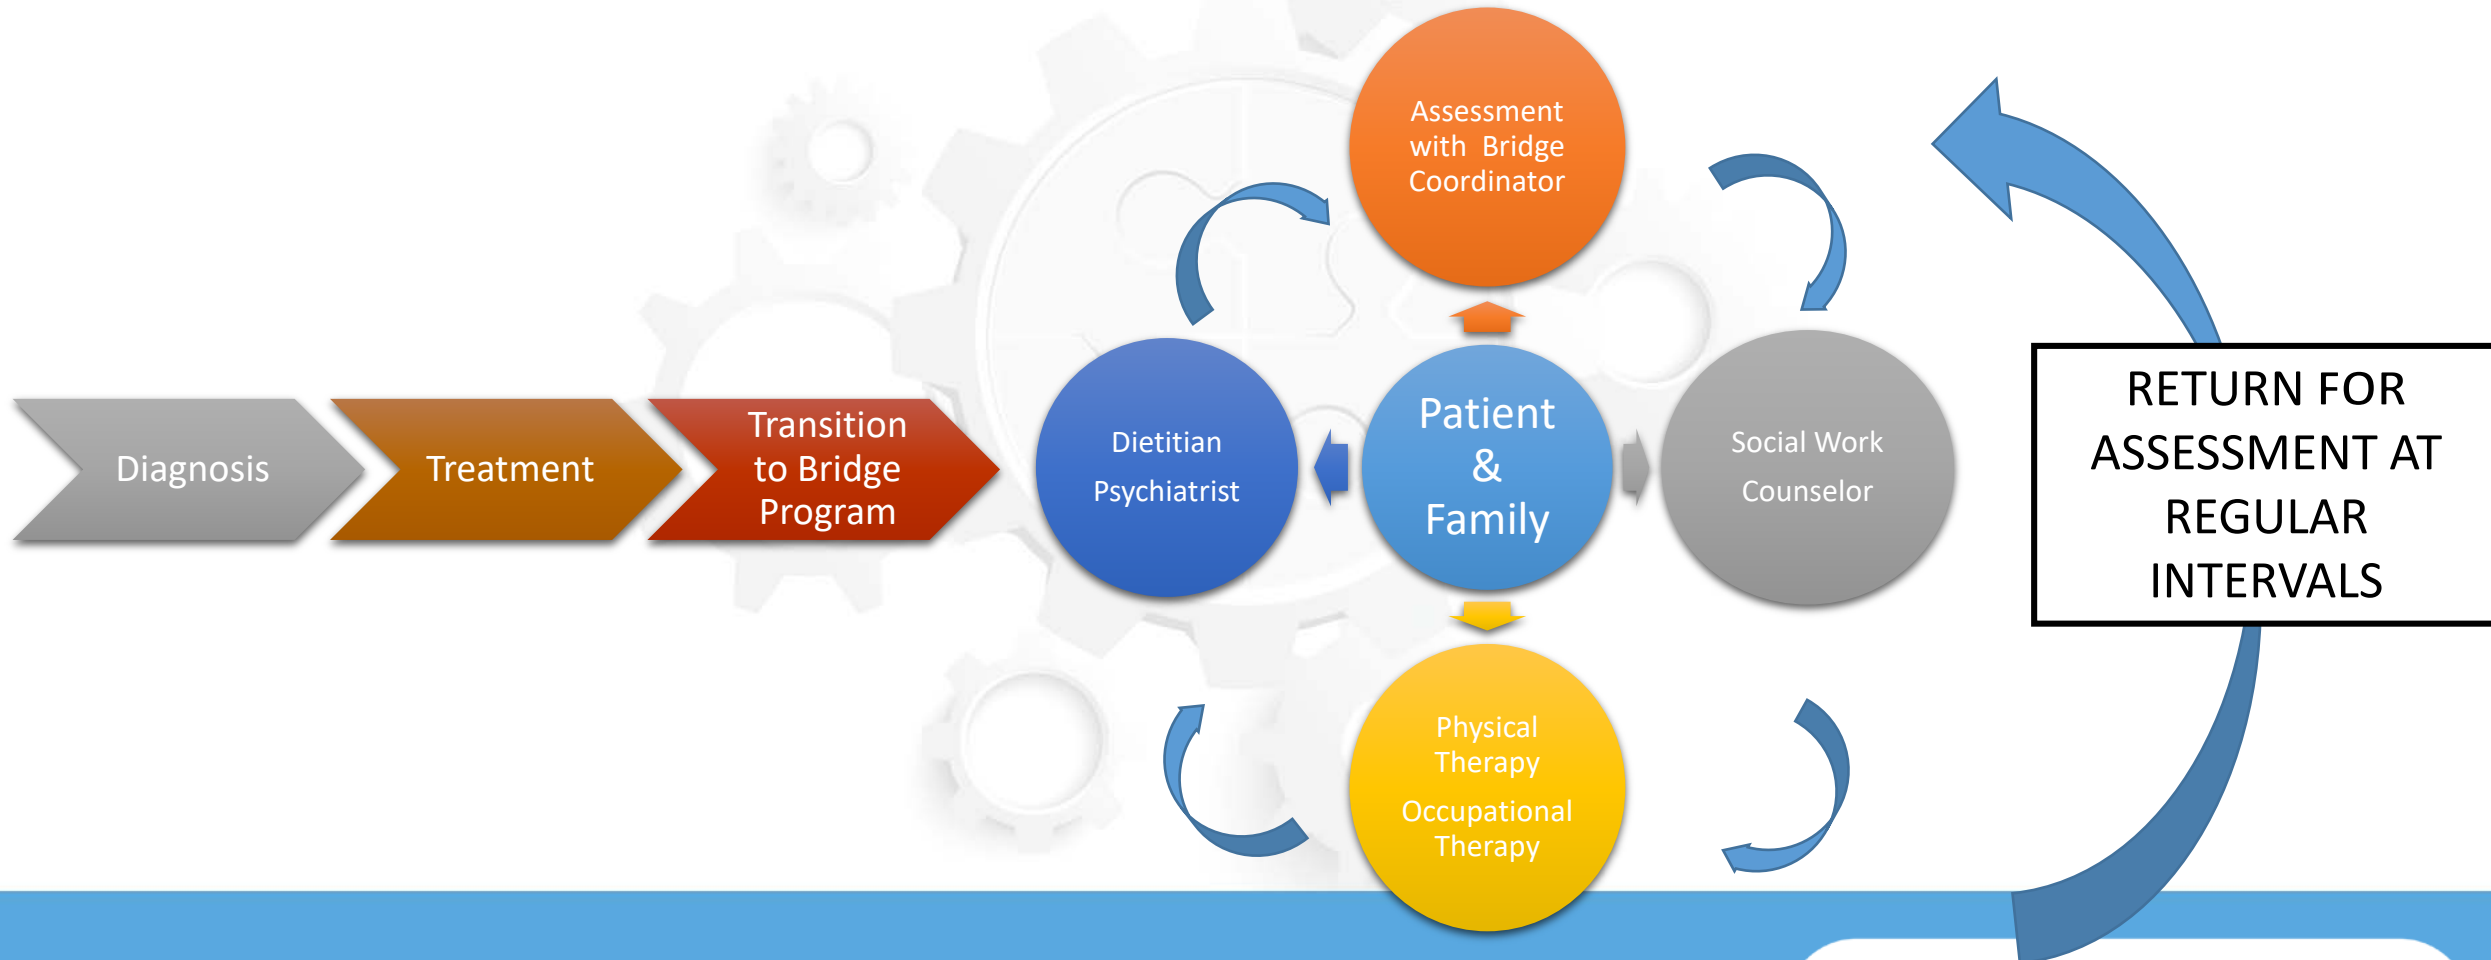 Diagnosis
Treatment
Transition
to Bridge
Program
Assessment
with  Bridge
Coordinator
Dietitian
Psychiatrist
Patient
&
Family
Social Work
Counselor
Physical
Therapy
Occupational
Therapy
RETURN FOR
ASSESSMENT AT
REGULAR
INTERVALS